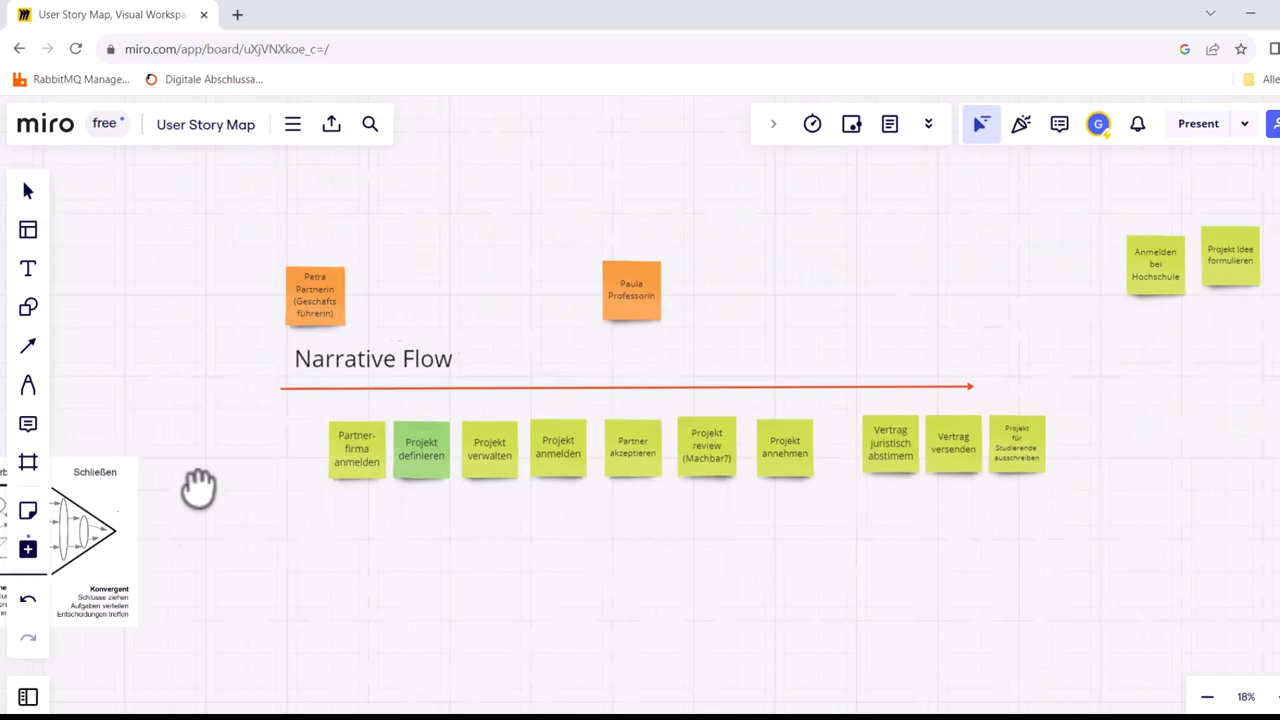 User Story Map, Visual Workspa
miro.com/app/board/uXjVNXkoe_c=/
G
RabbitMQ Manage...
Digitale Abschlussa...
Alle
miro
free
User Story Map
G
Present
Anmelden
bei
Hochschule
Projekt Idee
formulieren
Petra
Partnerin
(Geschäfts
führerin)
Paula
Professorin
Narrative Flow
Partner-
firma
anmelden
Projekt
definieren
Projekt
verwalten
Projekt
anmelden
Partner
akzeptieren
Projekt
review
(Machbar?)
Projekt
annehmen
Vertrag
juristisch
abstimem
Vertrag
versenden
Projekt
für
Studierende
ausschreiben
Schließen
Konvergent
Schlüsse ziehen
Aufgaben verteilen
Entscheidungen treffen
18%